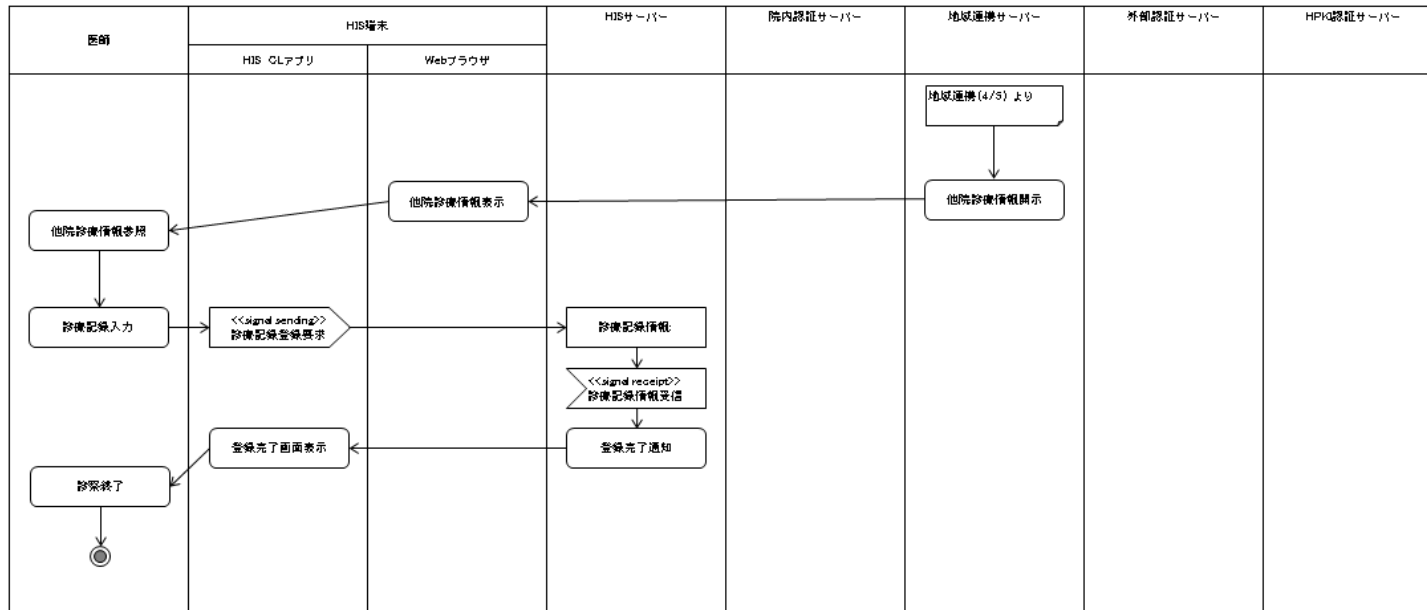 医師
HIS端末
HIS CLアプリ
Webブラウザ
HISサーバー
院内認証サーバー
地域連携サーバー
外部認証サーバー
HPKI認証サーバー
地域連携(4/5) より
他院診療情報開示
他院診療情報表示
他院診療情報参照
診療記録入力
<<signal sending>>
診療記録登録要求
診療記録情報
<<signal receipt>>
診療記録情報受信
登録完了通知
登録完了画面表示
診察終了